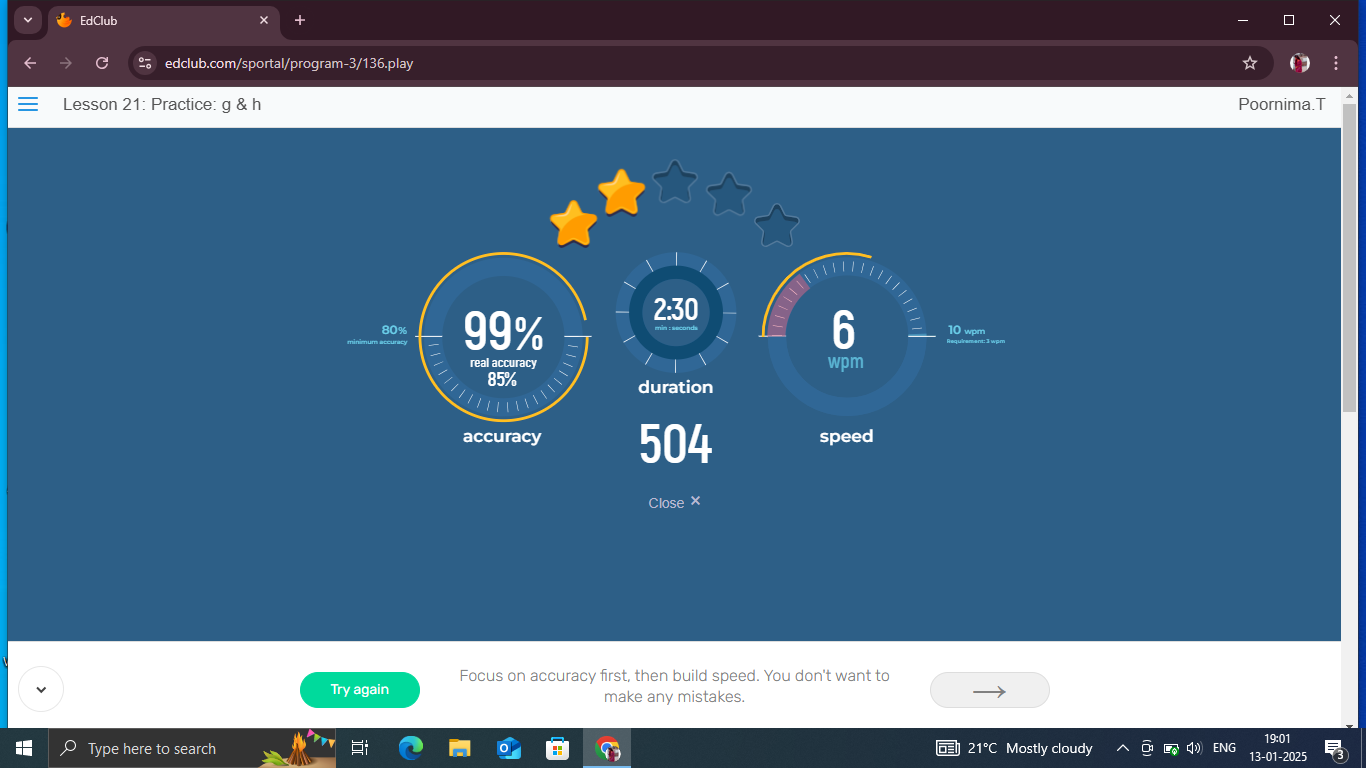 EdClub
edclub.com/sportal/program-3/136.play
Lesson 21: Practice: g & h
Poornima.T
80%
minimum accuracy
99%
real accuracy
85%
accuracy
2:30
min : seconds
duration
504
6
wpm
speed
10 wpm
Requirement: 3 wpm
Close ×
Try again
Focus on accuracy first, then build speed. You don't want to
make any mistakes.
Type here to search
21°C Mostly cloudy
ENG
19:01
13-01-2025
3